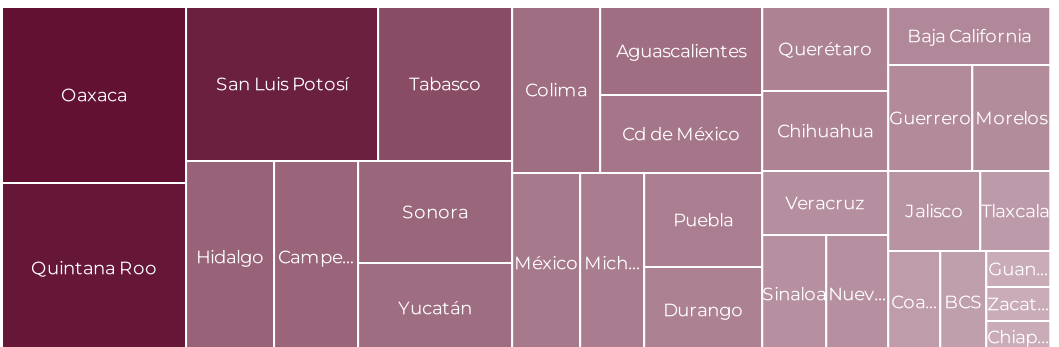 Oaxaca
Quintana Roo
San Luis Potosí
Tabasco
Hidalgo
Campe...
Sonora
Yucatán
Colima
Aguascalientes
Cd de México
México
Mich...
Puebla
Durango
Querétaro
Chihuahua
Veracruz
Sinaloa
Nuev...
Baja California
Guerrero
Morelos
Jalisco
Tlaxcala
Coa...
BCS
Guan...
Zacat...
Chiap...